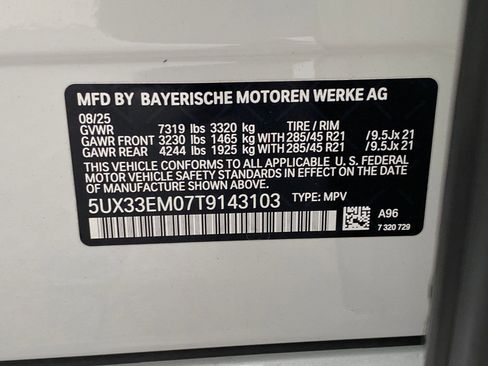 MFD BY BAYERISCHE MOTOREN WERKE AG
08/25
GVWR 7319 lbs 3320 kg TIRE / RIM
GAWR FRONT 3230 lbs 1465 kg WITH 285/45 R21 /9.5Jx 21
GAWR REAR 4244 lbs 1925 kg WITH 285/45 R21 /9.5Jx 21
THIS VEHICLE CONFORMS TO ALL APPLICABLE U. S. FEDERAL
MOTOR VEHICLE SAFETY STANDARDS IN EFFECT ON THE DATE
OF MANUFACTURE SHOWN ABOVE.
5UX33EM07T9143103 TYPE: MPV
A96
7 320 729